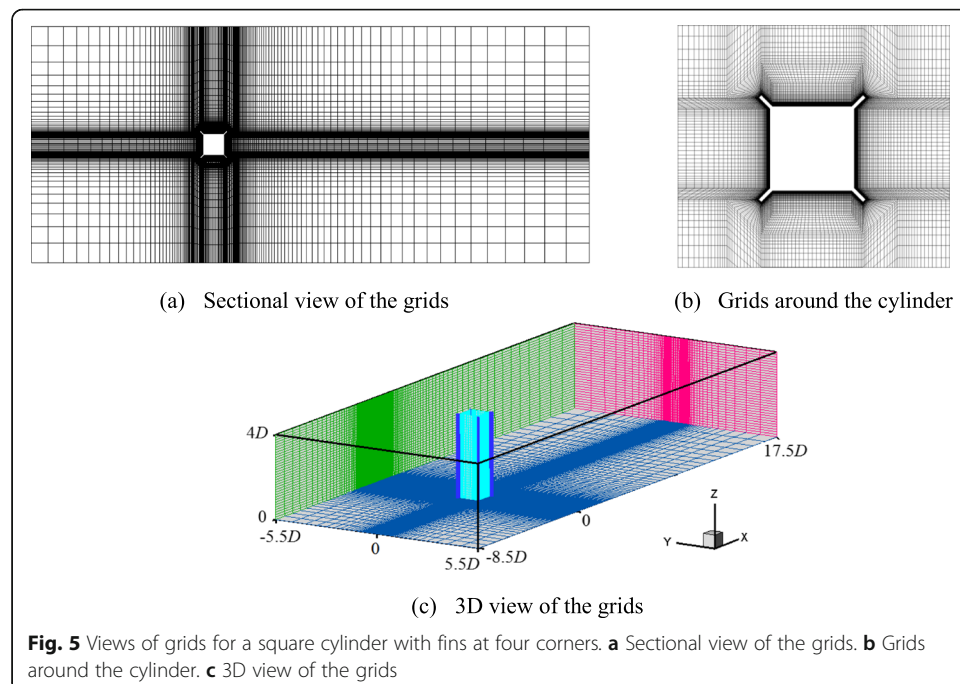 (a) Sectional view of the grids
(b) Grids around the cylinder
4D
0
-5.5D
0
5.5D
-8.5D
0
17.5D
Z
Y
X
(c) 3D view of the grids
Fig. 5 Views of grids for a square cylinder with fins at four corners. a Sectional view of the grids. b Grids
around the cylinder. c 3D view of the grids